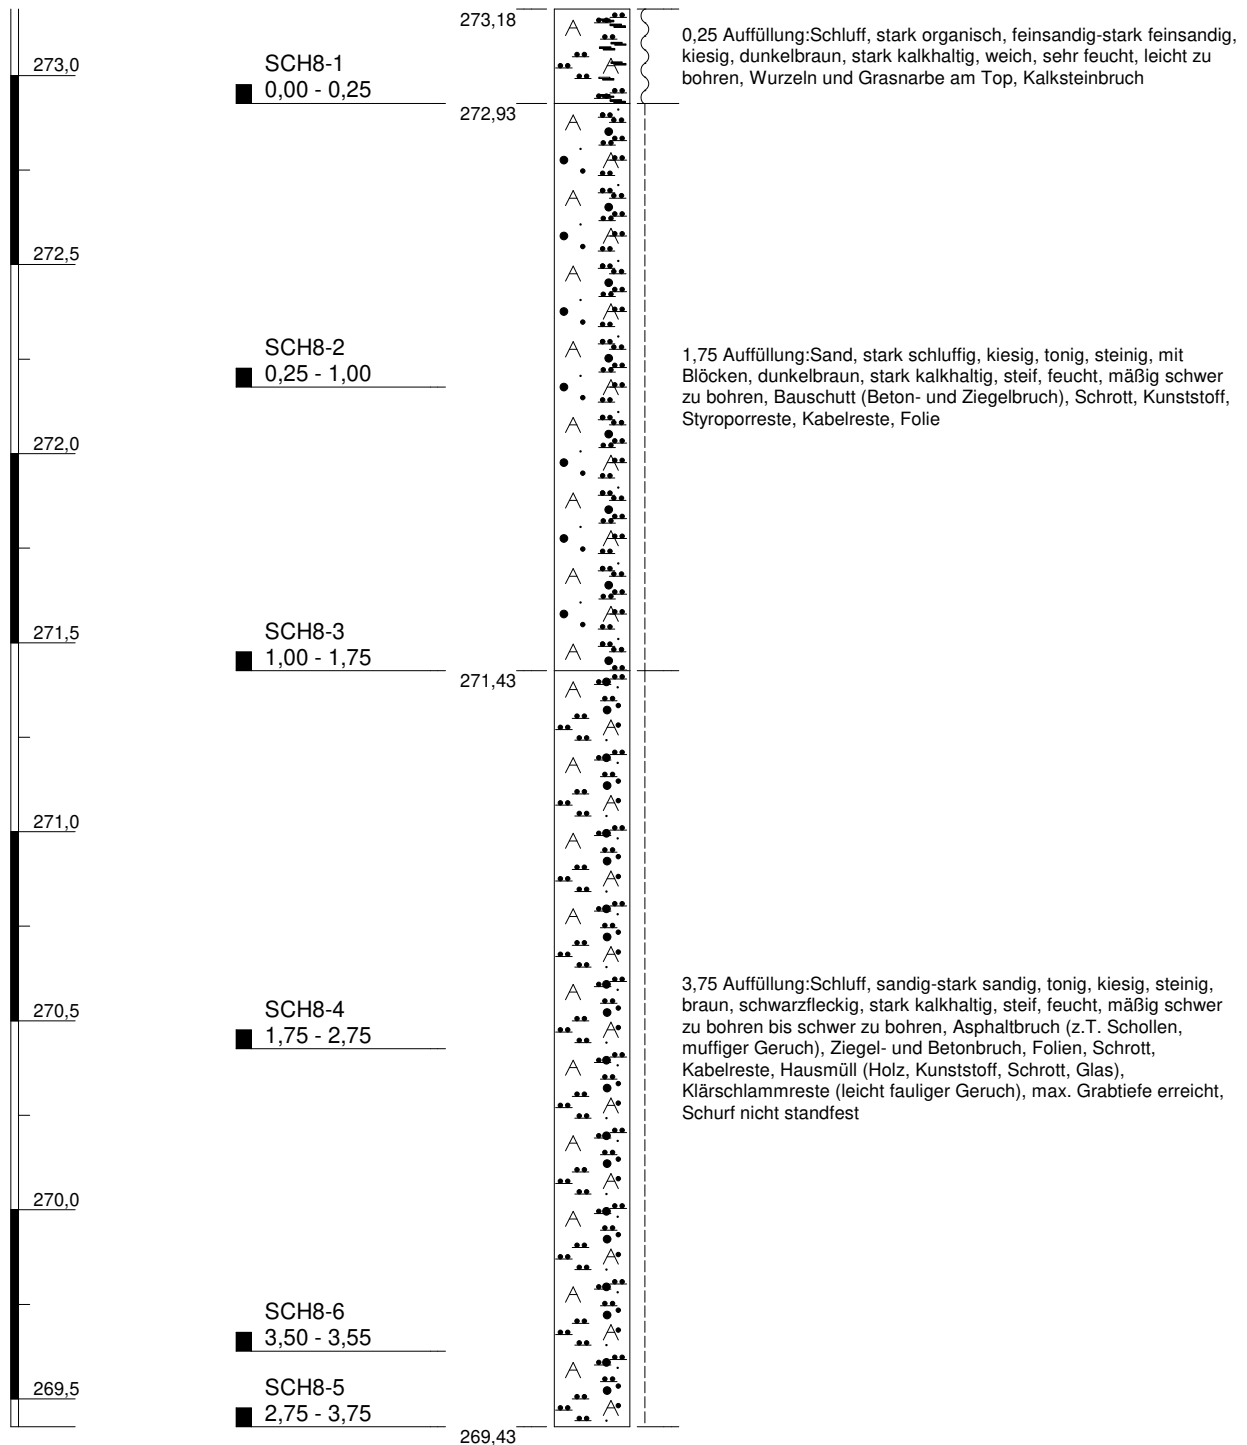 273,18
0,25 Auffüllung:Schluff, stark organisch, feinsandig-stark feinsandig,
kiesig, dunkelbraun, stark kalkhaltig, weich, sehr feucht, leicht zu
bohren, Wurzeln und Grasnarbe am Top, Kalksteinbruch
273,0
SCH8-1
0,00 - 0,25
272,93
272,5
SCH8-2
0,25 - 1,00
1,75 Auffüllung:Sand, stark schluffig, kiesig, tonig, steinig, mit
Blöcken, dunkelbraun, stark kalkhaltig, steif, feucht, mäßig schwer
zu bohren, Bauschutt (Beton- und Ziegelbruch), Schrott, Kunststoff,
Styroporreste, Kabelreste, Folie
272,0
271,5
SCH8-3
1,00 - 1,75
271,43
271,0
270,5
SCH8-4
1,75 - 2,75
3,75 Auffüllung:Schluff, sandig-stark sandig, tonig, kiesig, steinig,
braun, schwarzfleckig, stark kalkhaltig, steif, feucht, mäßig schwer
zu bohren bis schwer zu bohren, Asphaltbruch (z.T. Schollen,
muffiger Geruch), Ziegel- und Betonbruch, Folien, Schrott,
Kabelreste, Hausmüll (Holz, Kunststoff, Schrott, Glas),
Klärschlammreste (leicht fauliger Geruch), max. Grabtiefe erreicht,
Schurf nicht standfest
270,0
SCH8-6
3,50 - 3,55
269,5
SCH8-5
2,75 - 3,75
269,43